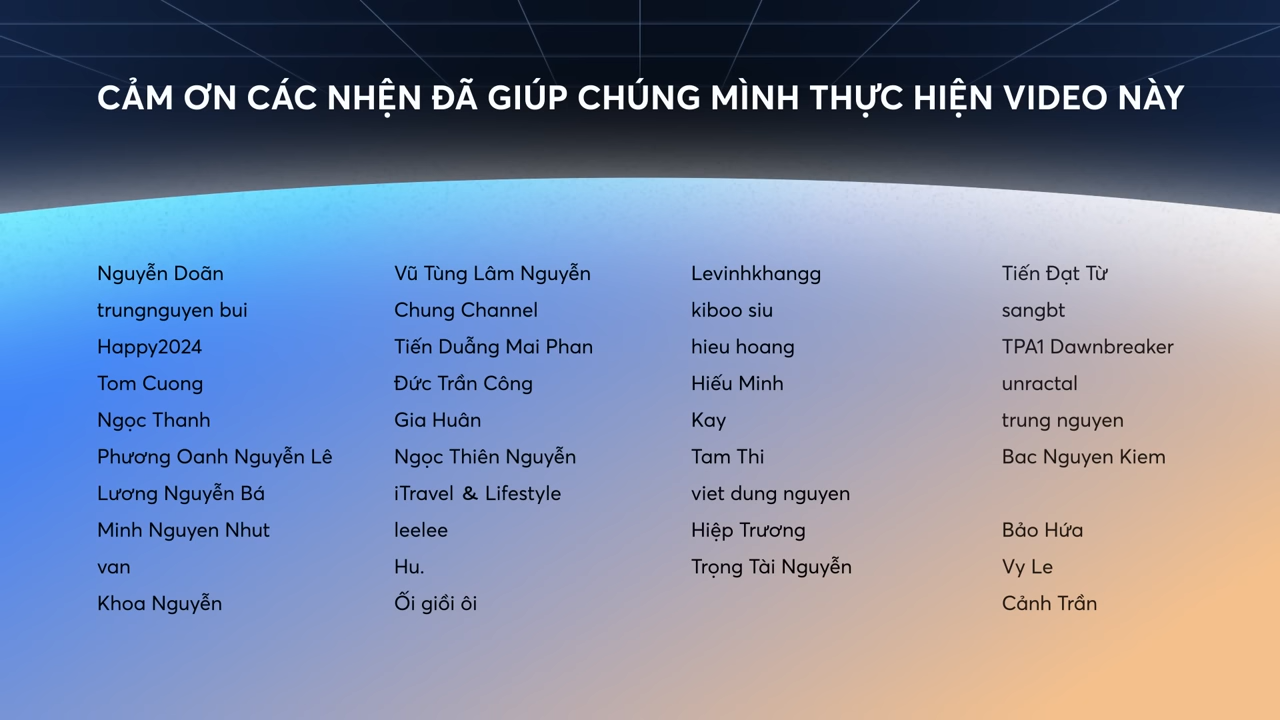 CẢM ƠN CÁC NHỆN ĐÃ GIÚP CHÚNG MÌNH THỰC HIỆN VIDEO NÀY
Nguyễn Doãn
trungnguyen bui
Happy2024
Tom Cuong
Ngọc Thanh
Phương Oanh Nguyễn Lê
Lương Nguyễn Bá
Minh Nguyen Nhut
van
Khoa Nguyễn
Vũ Tùng Lâm Nguyễn
Chung Channel
Tiến Duẫng Mai Phan
Đức Trần Công
Gia Huân
Ngọc Thiên Nguyễn
iTravel & Lifestyle
leelee
Hu.
Ối giồi ôi
Levinhkhangg
kiboo siu
hieu hoang
Hiếu Minh
Kay
Tam Thi
viet dung nguyen
Hiệp Trương
Trọng Tài Nguyễn
Tiến Đạt Từ
sangbt
TPA1 Dawnbreaker
unractal
trung nguyen
Bac Nguyen Kiem
Bảo Hứa
Vy Le
Cảnh Trần